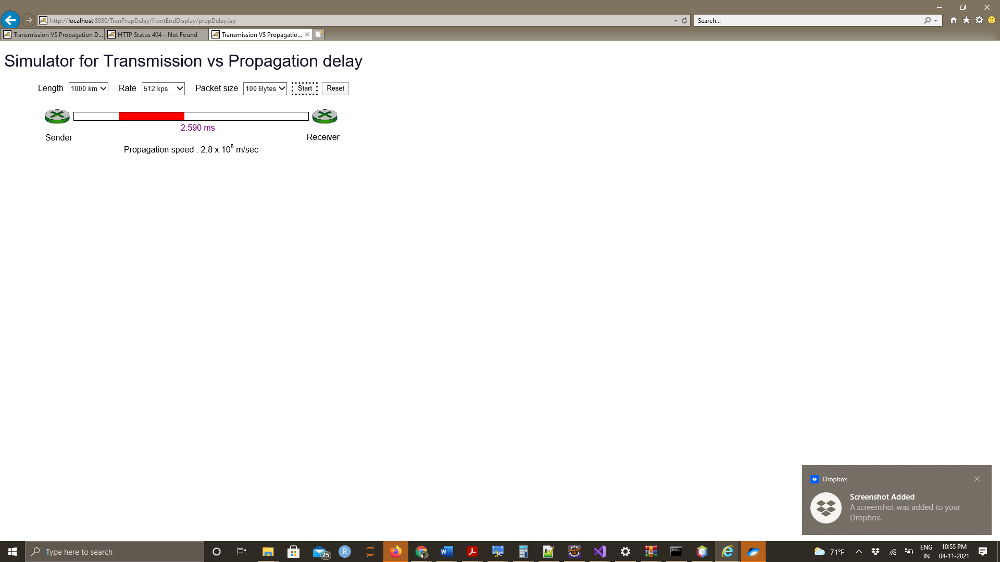 http://localhost:8080/TranPropDelay/frontEndDisplay/propDelay.jsp
Search...
Transmission VS Propagation D...
HTTP Status 404 – Not Found
Transmission VS Propagatio...
Simulator for Transmission vs Propagation delay
Length 1000 km Rate 512 kps Packet size 100 Bytes Start Reset
2.590 ms
Sender
Receiver
Propagation speed : 2.8 x 10⁸ m/sec
Dropbox
Screenshot Added
A screenshot was added to your
Dropbox.
Type here to search
25
R
71°F
ENG
IN
10:55 PM
04-11-2021